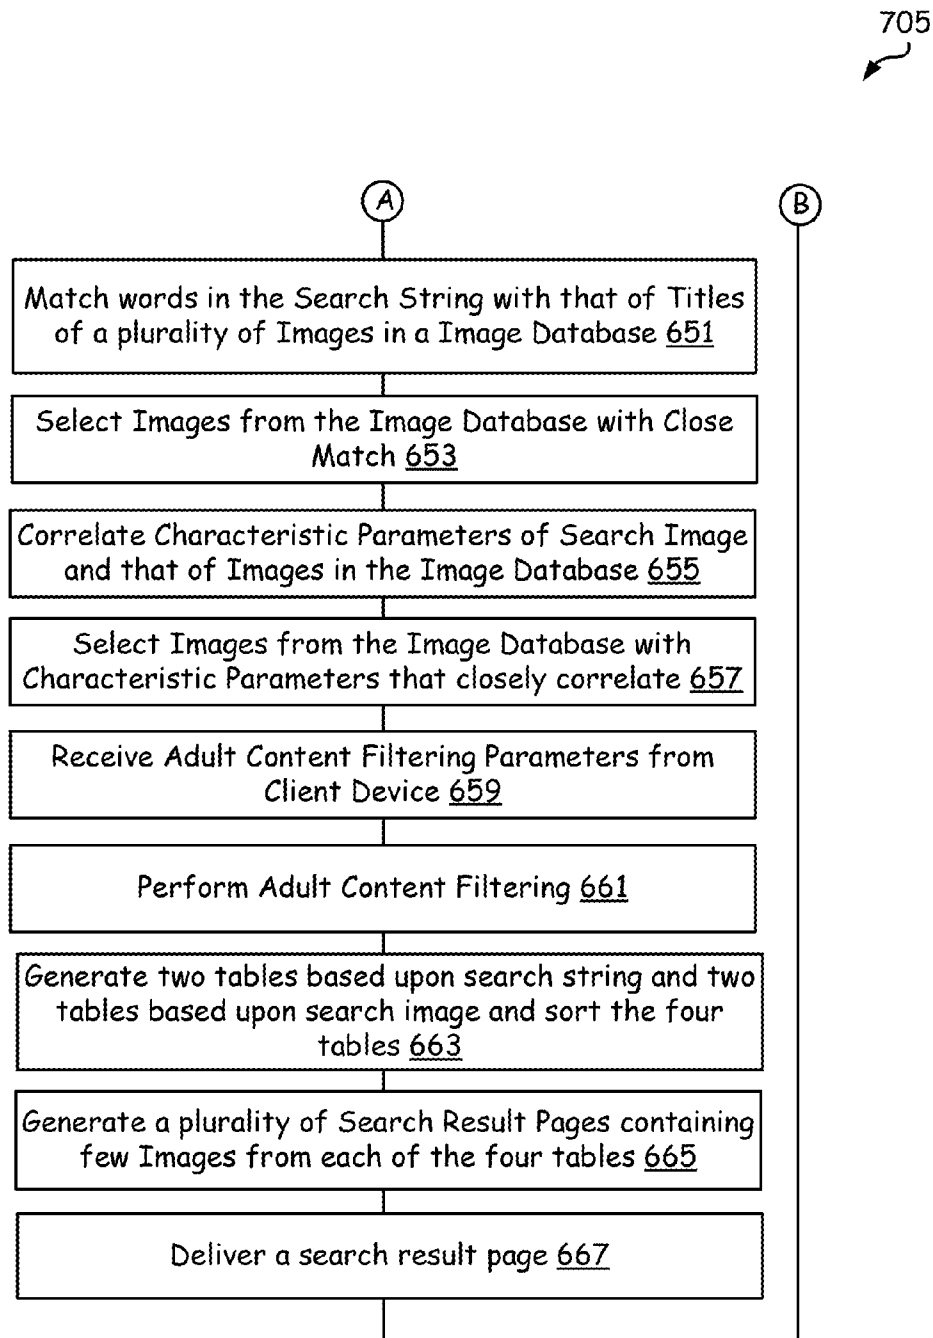 705
A
B
Match words in the Search String with that of Titles
of a plurality of Images in a Image Database 651
Select Images from the Image Database with Close
Match 653
Correlate Characteristic Parameters of Search Image
and that of Images in the Image Database 655
Select Images from the Image Database with
Characteristic Parameters that closely correlate 657
Receive Adult Content Filtering Parameters from
Client Device 659
Perform Adult Content Filtering 661
Generate two tables based upon search string and two
tables based upon search image and sort the four
tables 663
Generate a plurality of Search Result Pages containing
few Images from each of the four tables 665
Deliver a search result page 667